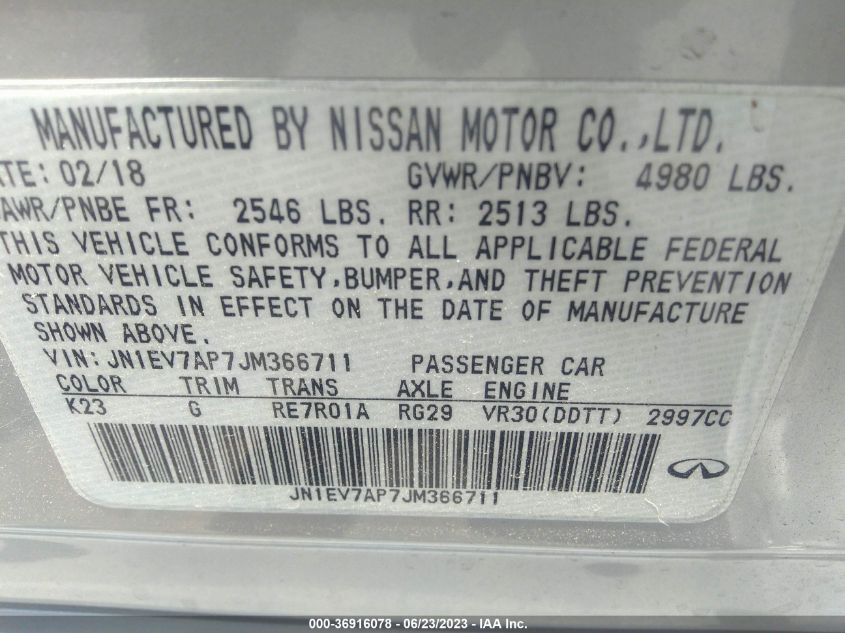 MANUFACTURED BY NISSAN MOTOR CO.,LTD.
ATE: 02/18 GVWR/PNBV: 4980 LBS.
AWR/PNBE FR: 2546 LBS. RR: 2513 LBS.
THIS VEHICLE CONFORMS TO ALL APPLICABLE FEDERAL
MOTOR VEHICLE SAFETY,BUMPER,AND THEFT PREVENTION
STANDARDS IN EFFECT ON THE DATE OF MANUFACTURE
SHOWN ABOVE.
VIN:JN1EV7AP7JM366711 PASSENGER CAR
COLOR TRIM TRANS AXLE ENGINE
K23 G RE7R01A RG29 VR30(DDTT) 2997CC
JN1EV7AP7JM366711
000-36916078 - 06/23/2023 - IAA Inc.